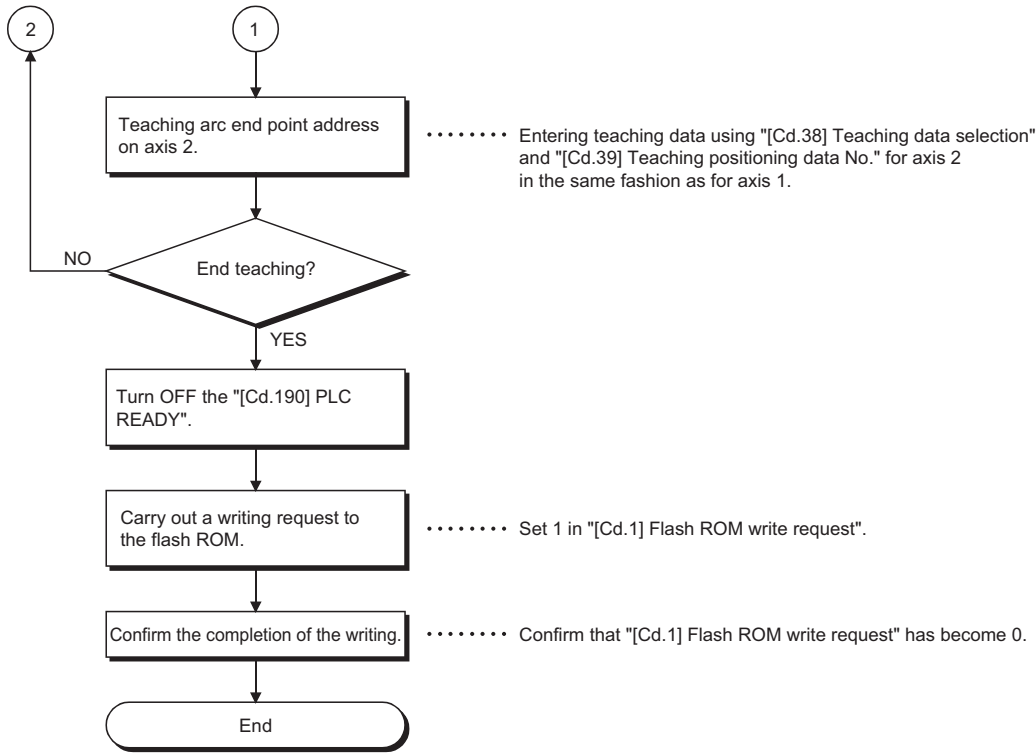 2
1
Teaching arc end point address
on axis 2.
Entering teaching data using "[Cd.38] Teaching data selection"
and "[Cd.39] Teaching positioning data No." for axis 2
in the same fashion as for axis 1.
NO
End teaching?
YES
Turn OFF the "[Cd.190] PLC
READY".
Carry out a writing request to
the flash ROM.
Set 1 in "[Cd.1] Flash ROM write request".
Confirm the completion of the writing.
Confirm that "[Cd.1] Flash ROM write request" has become 0.
End